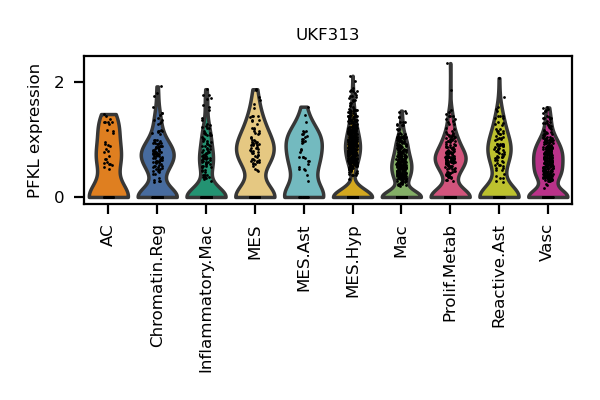 UKF313
PFKL expression
2
0
AC
Chromatin.Reg
Inflammatory.Mac
MES
MES.Ast
MES.Hyp
Mac
Prolif.Metab
Reactive.Ast
Vasc